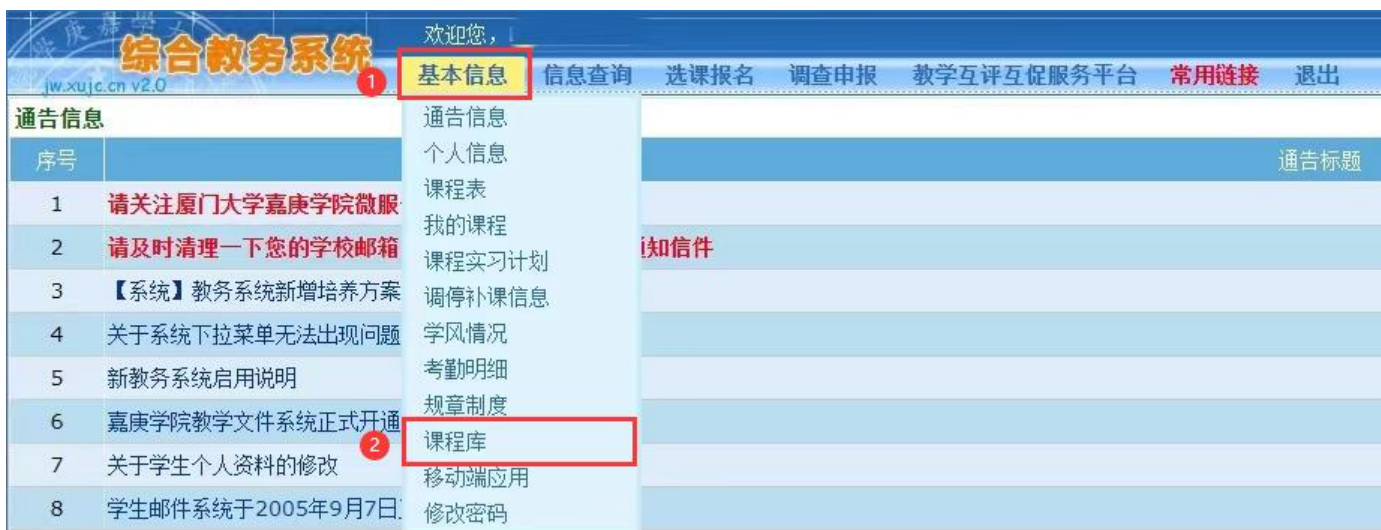 综合教务系统
jw.xujc.cn v2.0
欢迎您，
1
基本信息 信息查询 选课报名 调查申报 教学互评互促服务平台 常用链接 退出
通告信息
序号 通告标题
1 请关注厦门大学嘉庚学院微服
2 请及时清理一下您的学校邮箱 知信件
3 【系统】教务系统新增培养方案
4 关于系统下拉菜单无法出现问题
5 新教务系统启用说明
6 嘉庚学院教学文件系统正式开通
7 关于学生个人资料的修改
8 学生邮件系统于2005年9月7日
通告信息
个人信息
课程表
我的课程
课程实习计划
调停补课信息
学风情况
考勤明细
规章制度
2
课程库
移动端应用
修改密码